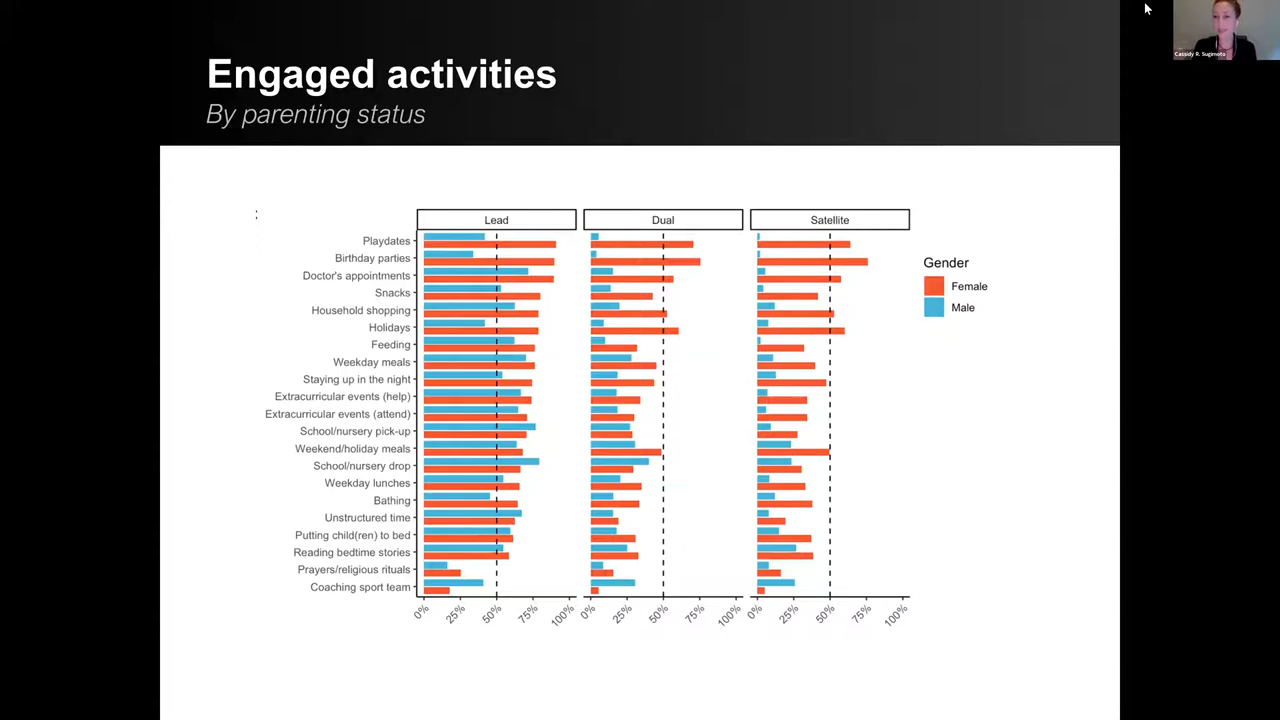 Engaged activities
By parenting status
Cassidy R. Sugimoto
Lead
Dual
Satellite
Playdates
Birthday parties
Doctor's appointments
Snacks
Household shopping
Holidays
Feeding
Weekday meals
Staying up in the night
Extracurricular events (help)
Extracurricular events (attend)
School/nursery pick-up
Weekend/holiday meals
School/nursery drop
Weekday lunches
Bathing
Unstructured time
Putting child(ren) to bed
Reading bedtime stories
Prayers/religious rituals
Coaching sport team
0% 25% 50% 75% 100% 0% 25% 50% 75% 100% 0% 25% 50% 75% 100%
Gender
Female
Male